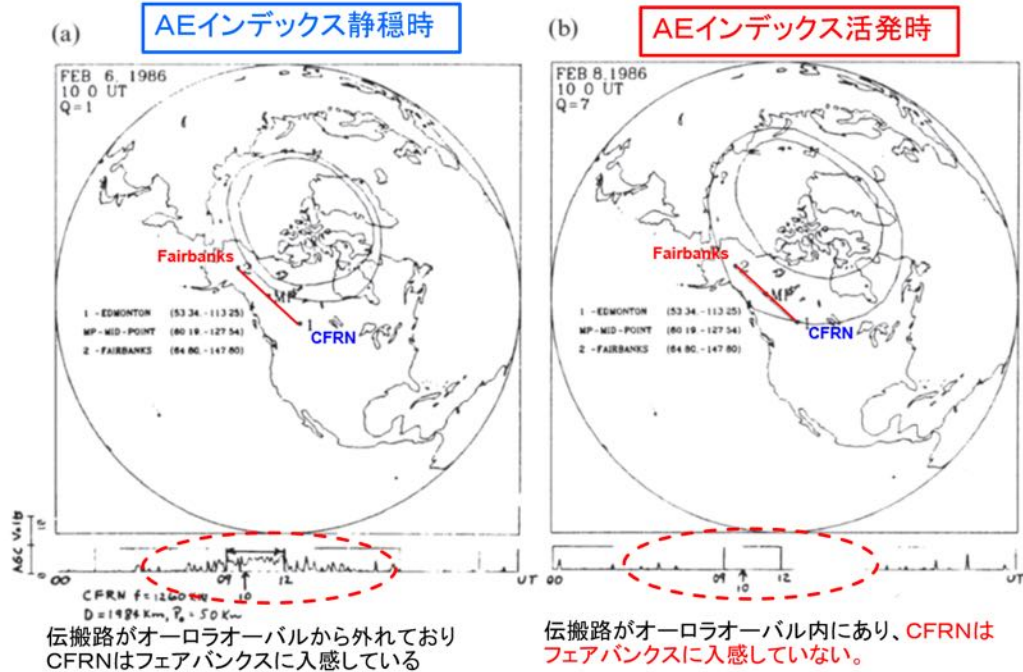 (a)
AEインデックス静穏時
FEB 6, 1986
10 0 UT
Q=1
Fairbanks
2
MP
1
CFRN
1 -EDMONTON (53 34. -113 25)
MP-MID-POINT (60 19. -127 54)
2 -FAIRBANKS (64 80. -147 80)
AGC Volts
10
0
00 09 12 UT
10
CFRN f=1260 KHz
D=1984 Km, P₀=50 Kw
伝搬路がオーロラオーバルから外れており
CFRNはフェアバンクスに入感している
(b)
AEインデックス活発時
FEB 8,1986
10 0 UT
Q=7
Fairbanks
2
MP
1
CFRN
1 -EDMONTON (53 34. -113 25)
MP-MID-POINT (60 19. -127 54)
2 -FAIRBANKS (64 80. -147 80)
00 09 12 UT
10
伝搬路がオーロラオーバル内にあり、CFRNは
フェアバンクスに入感していない。